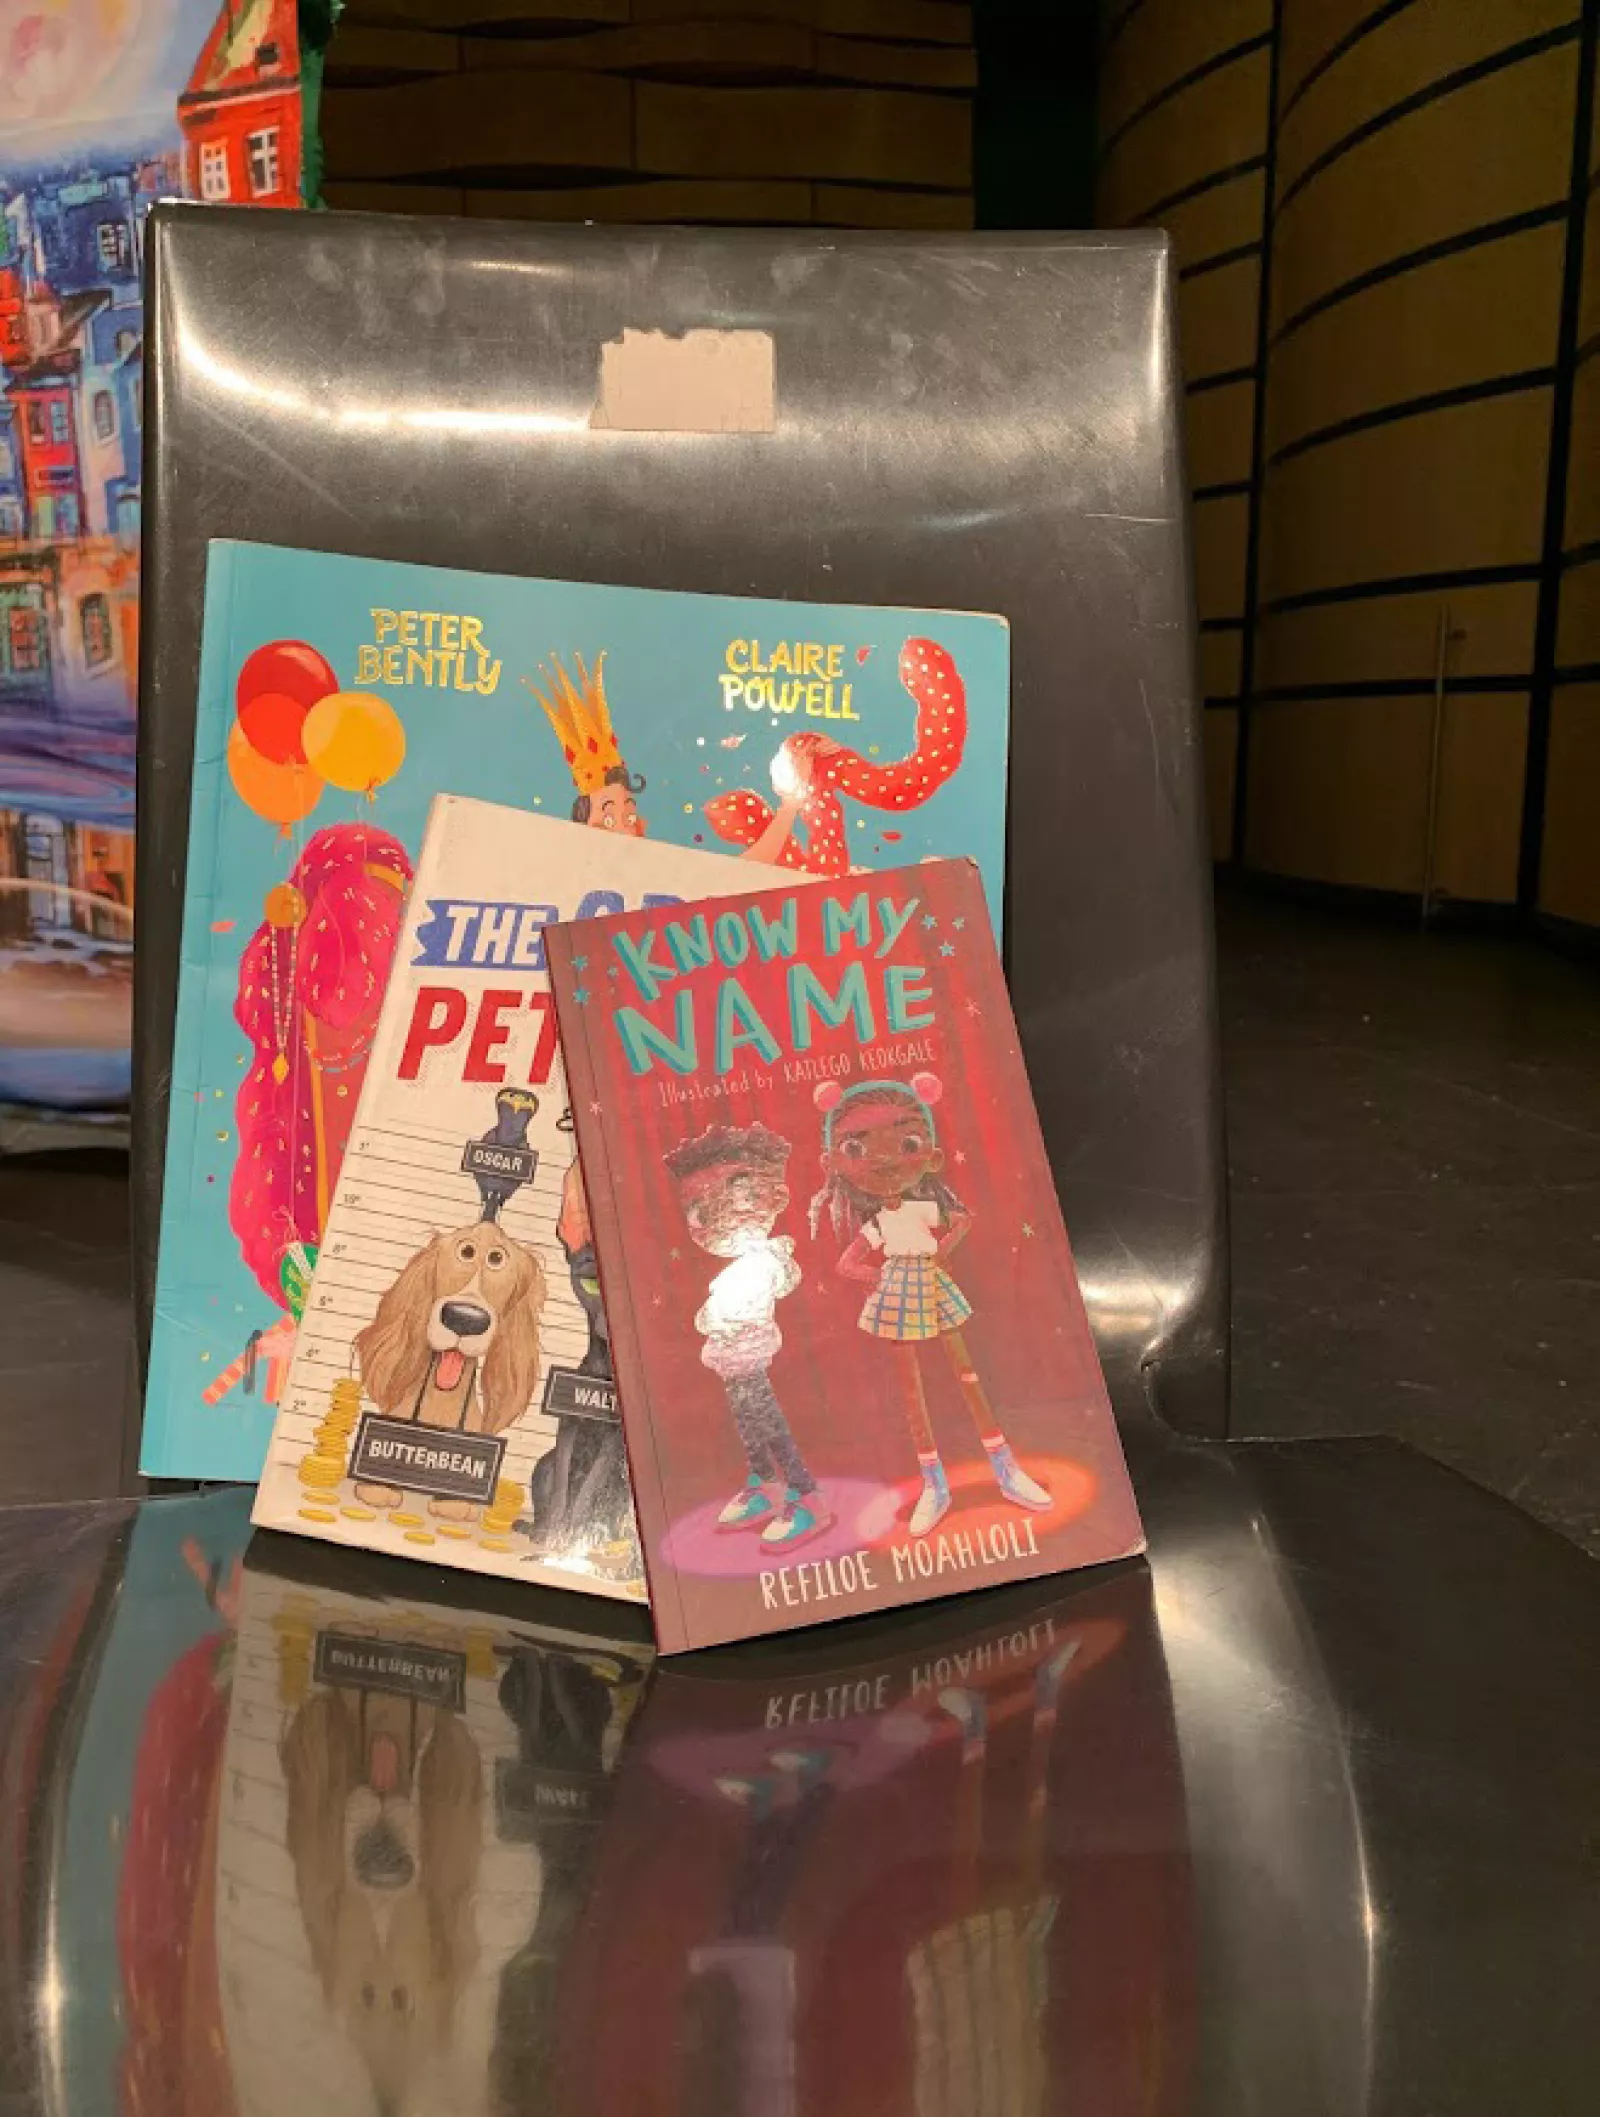 PETER
BENTLY
CLAIRE
POWELL
THE
PET
OSCAR
WALT
BUTTERBEAN
KNOW MY
NAME
Illustrated by KATLEGO KEOKGALE
REFILOE MOAHLOLI